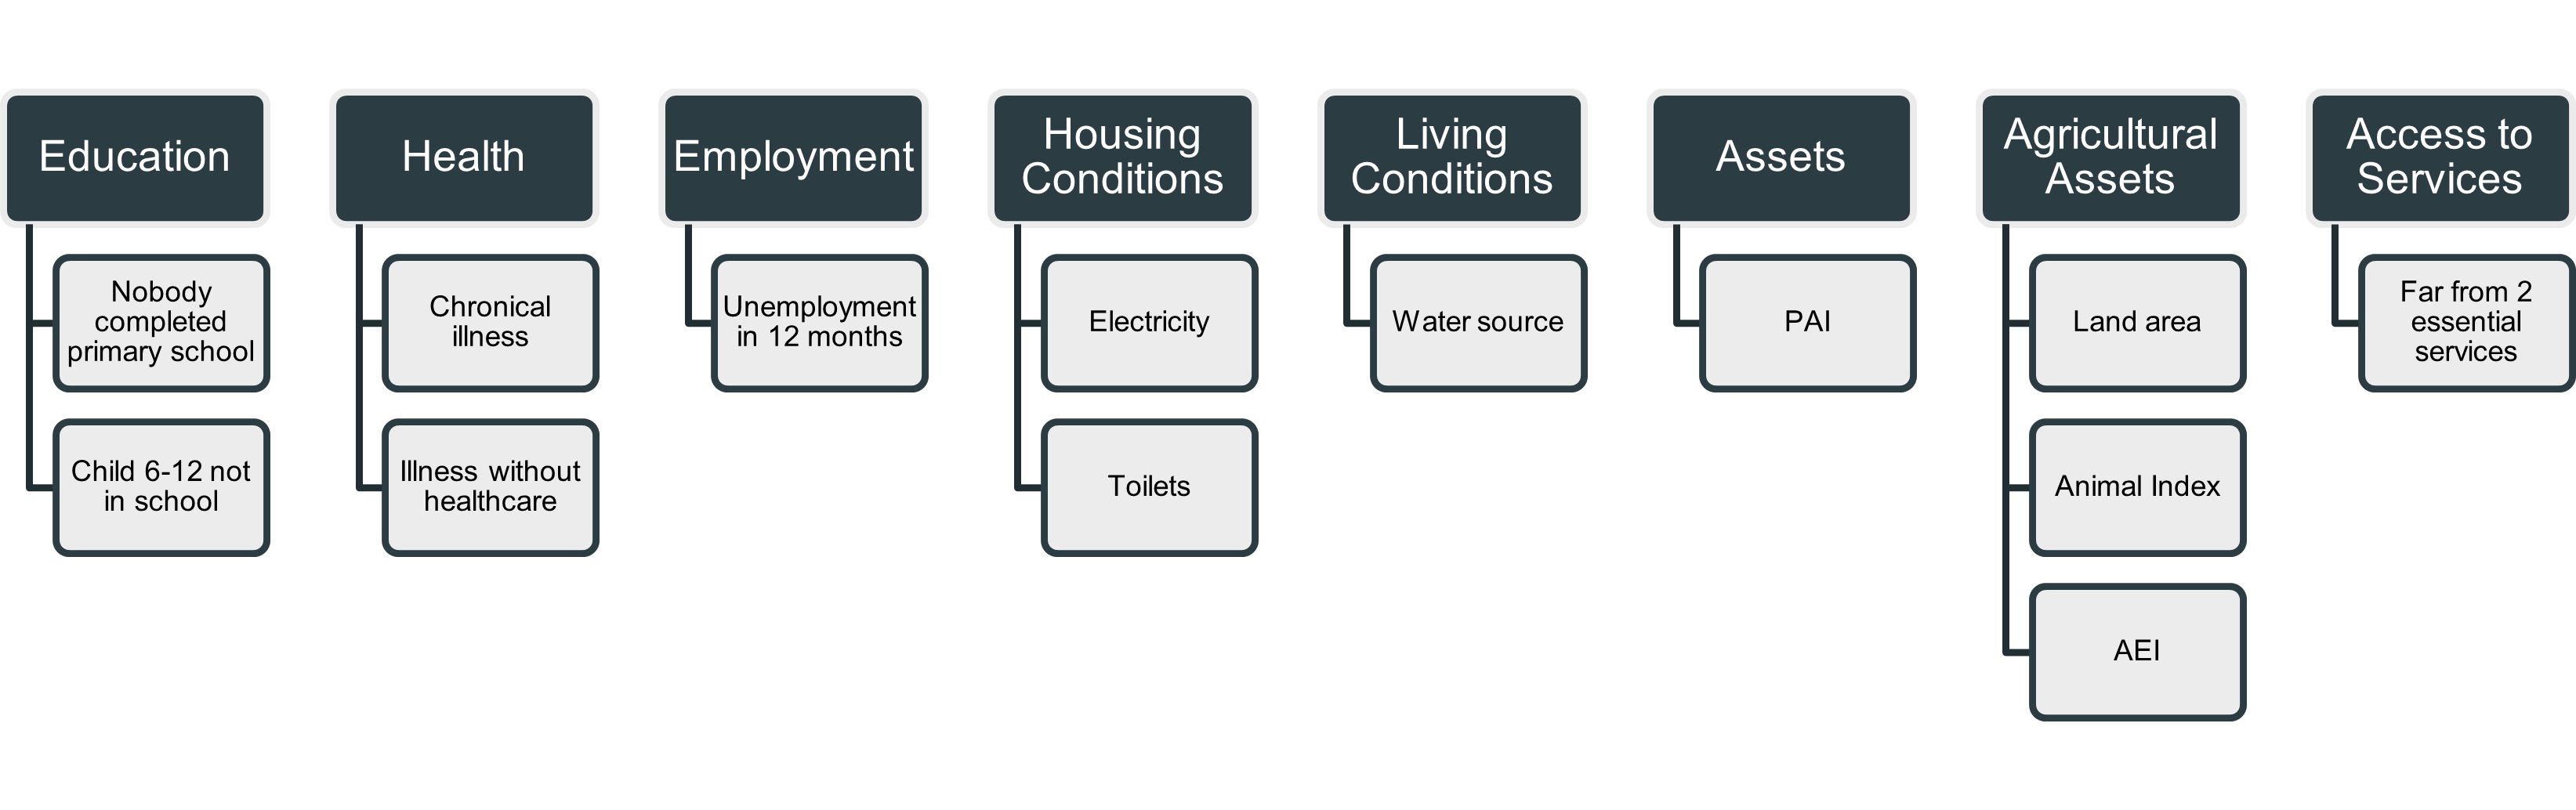 Education
Nobody
completed
primary school
Child 6-12 not
in school
Health
Chronical
illness
Illness without
healthcare
Employment
Unemployment
in 12 months
Housing
Conditions
Electricity
Toilets
Living
Conditions
Water source
Assets
PAI
Agricultural
Assets
Land area
Animal Index
AEI
Access to
Services
Far from 2
essential
services